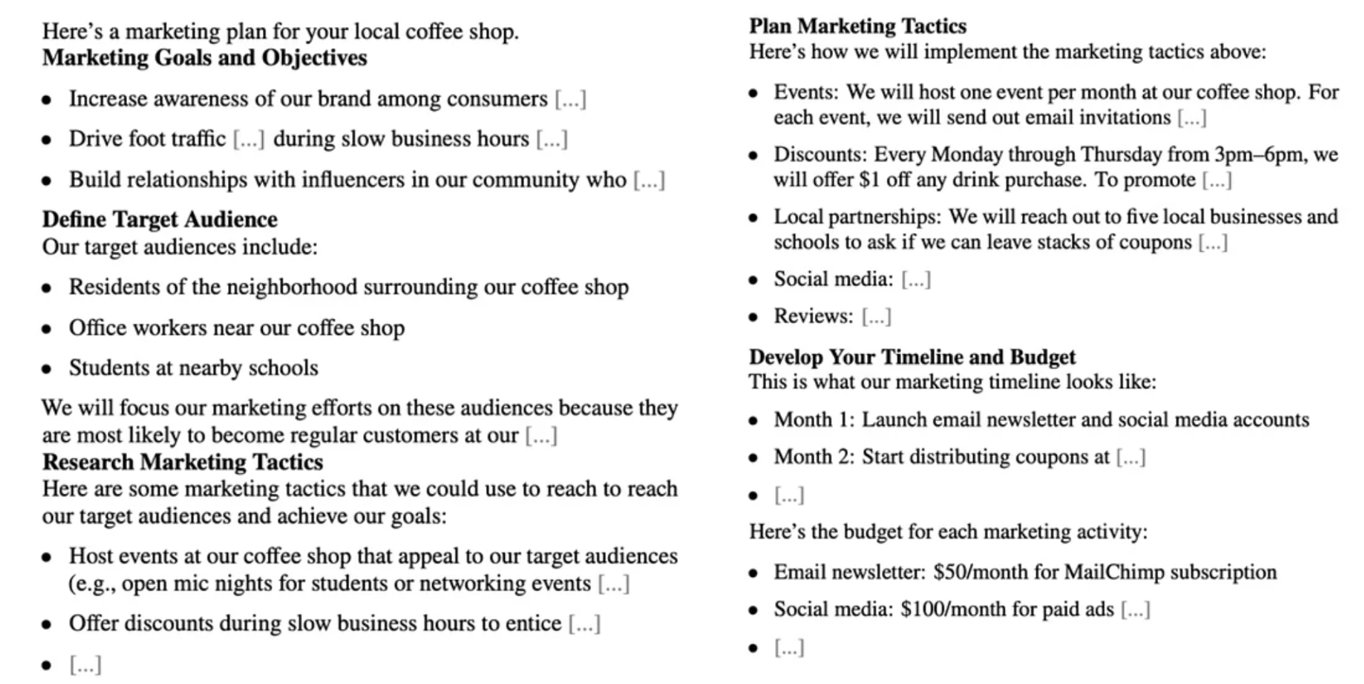 Here’s a marketing plan for your local coffee shop.
Marketing Goals and Objectives
• Increase awareness of our brand among consumers [...]
• Drive foot traffic [...] during slow business hours [...]
• Build relationships with influencers in our community who [...]
Define Target Audience
Our target audiences include:
• Residents of the neighborhood surrounding our coffee shop
• Office workers near our coffee shop
• Students at nearby schools
We will focus our marketing efforts on these audiences because they
are most likely to become regular customers at our [...]
Research Marketing Tactics
Here are some marketing tactics that we could use to reach to reach
our target audiences and achieve our goals:
• Host events at our coffee shop that appeal to our target audiences
(e.g., open mic nights for students or networking events [...]
• Offer discounts during slow business hours to entice [...]
• [...]
Plan Marketing Tactics
Here’s how we will implement the marketing tactics above:
• Events: We will host one event per month at our coffee shop. For
each event, we will send out email invitations [...]
• Discounts: Every Monday through Thursday from 3pm–6pm, we
will offer $1 off any drink purchase. To promote [...]
• Local partnerships: We will reach out to five local businesses and
schools to ask if we can leave stacks of coupons [...]
• Social media: [...]
• Reviews: [...]
Develop Your Timeline and Budget
This is what our marketing timeline looks like:
• Month 1: Launch email newsletter and social media accounts
• Month 2: Start distributing coupons at [...]
• [...]
Here’s the budget for each marketing activity:
• Email newsletter: $50/month for MailChimp subscription
• Social media: $100/month for paid ads [...]
• [...]